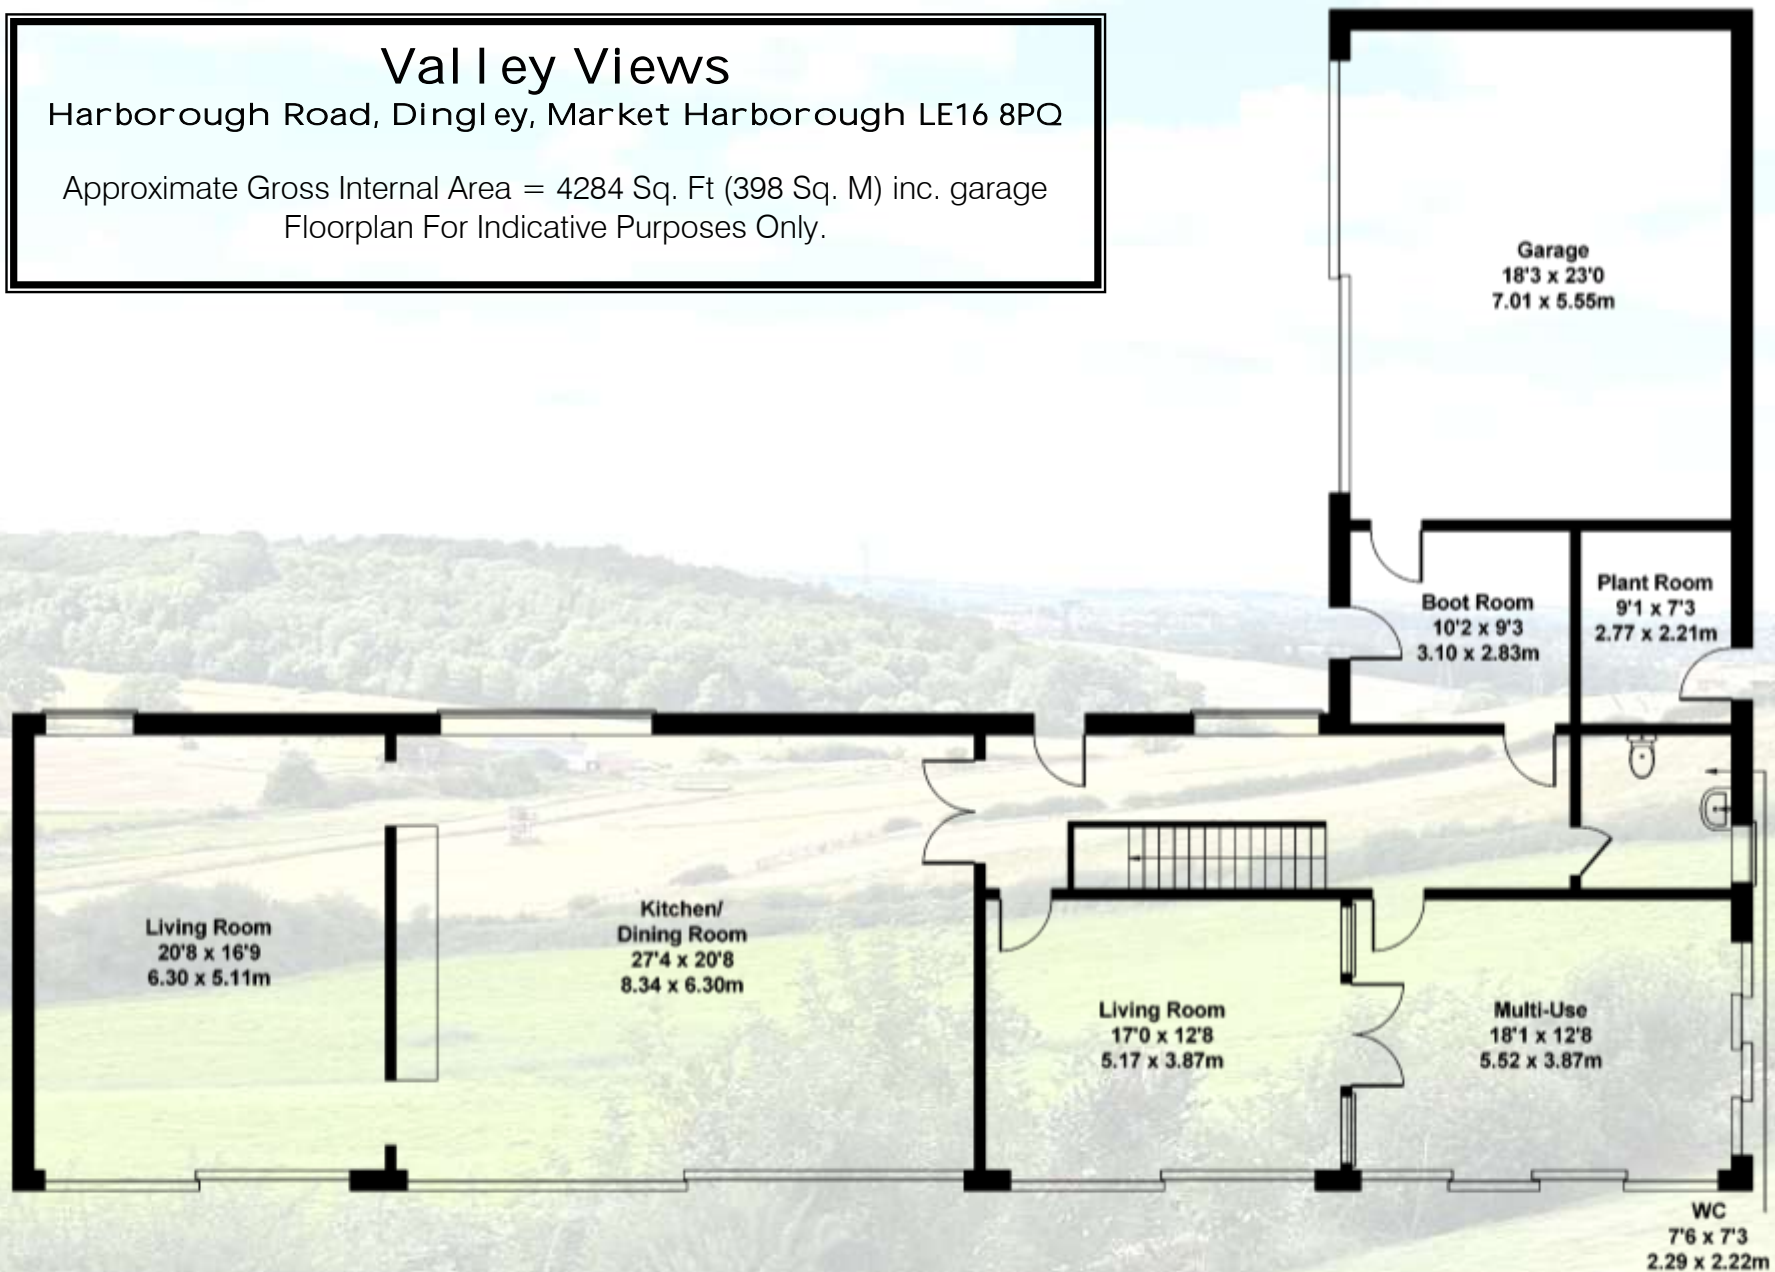 Valley Views
Harborough Road, Dingley, Market Harborough LE16 8PQ
Approximate Gross Internal Area = 4284 Sq. Ft (398 Sq. M) inc. garage
Floorplan For Indicative Purposes Only.
Garage
18'3 x 23'0
7.01 x 5.55m
Boot Room
10'2 x 9'3
3.10 x 2.83m
Plant Room
9'1 x 7'3
2.77 x 2.21m
Living Room
20'8 x 16'9
6.30 x 5.11m
Kitchen/
Dining Room
27'4 x 20'8
8.34 x 6.30m
Living Room
17'0 x 12'8
5.17 x 3.87m
Multi-Use
18'1 x 12'8
5.52 x 3.87m
WC
7'6 x 7'3
2.29 x 2.22m